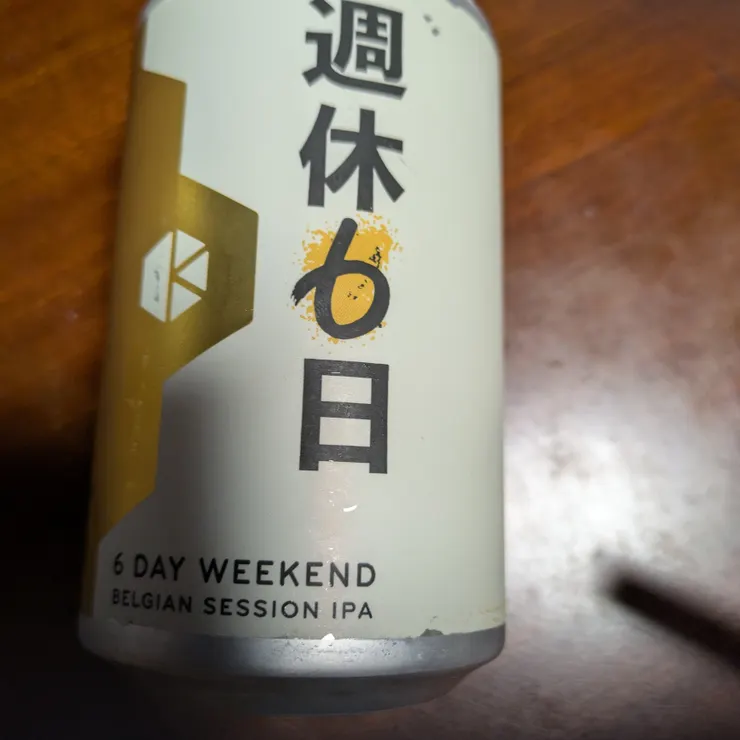 週休6日
6 DAY WEEKEND
BELGIAN SESSION IPA